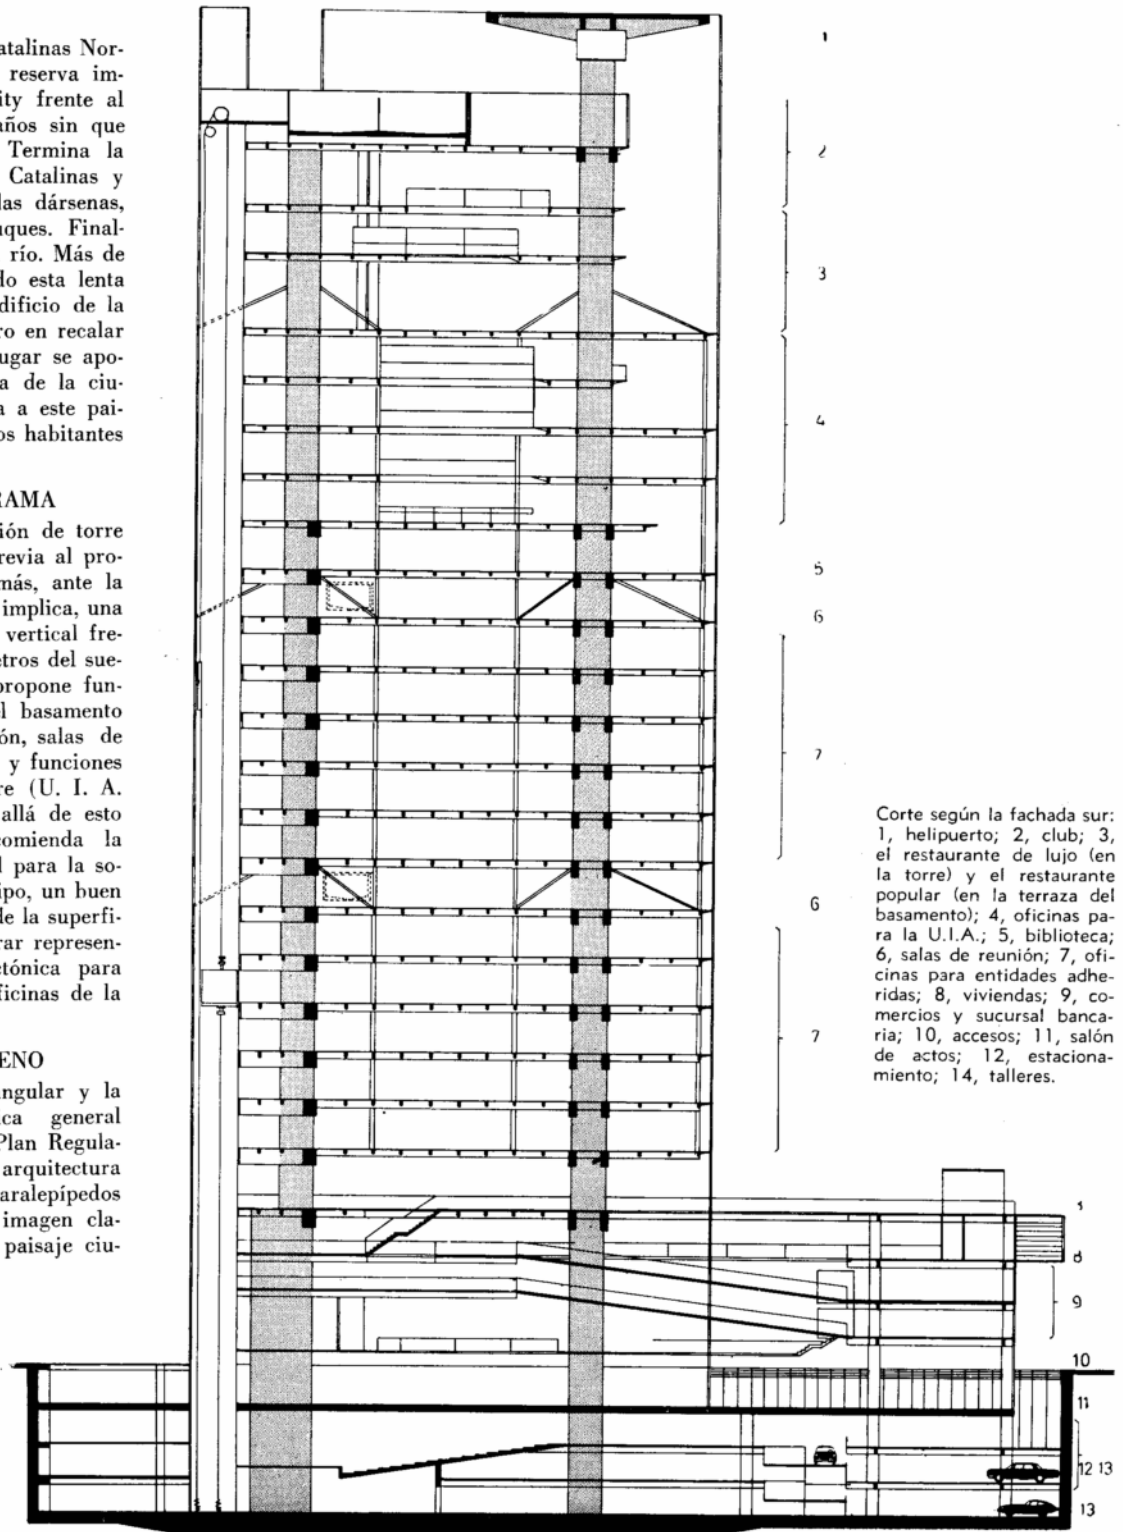 atalinas Nor-
reserva im-
ity frente al
años sin que
Termina la
Catalinas y
las dársenas,
uques. Final-
río. Más de
do esta lenta
dificio de la
ro en recalar
ugar se apo-
a de la ciu-
a a este pai-
os habitantes
RAMA
ión de torre
revia al pro-
más, ante la
implica, una
vertical fre-
etros del sue-
propone fun-
el basamento
ón, salas de
y funciones
re (U. I. A.
allá de esto
comienda la
l para la so-
ipo, un buen
de la superfi-
rar represen-
ctónica para
oficinas de la
ENO
angular y la
ica general
Plan Regula-
arquitectura
aralepípedos
imagen cla-
paisaje ciu-
1
2
3
4
5
6
7
6
7
8
9
10
11
12 13
13
Corte según la fachada sur:
1, helipuerto; 2, club; 3,
el restaurante de lujo (en
la torre) y el restaurante
popular (en la terraza del
basamento); 4, oficinas pa-
ra la U.I.A.; 5, biblioteca;
6, salas de reunión; 7, ofi-
cinas para entidades adhe-
ridas; 8, viviendas; 9, co-
mercios y sucursal banca-
ria; 10, accesos; 11, salón
de actos; 12, estaciona-
miento; 14, talleres.